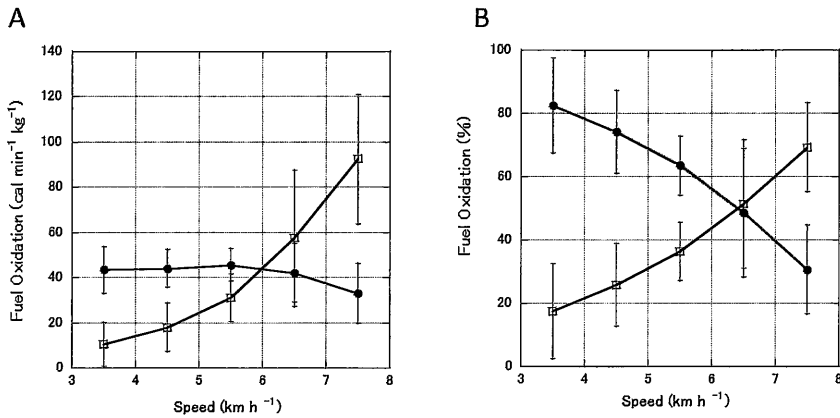 A
Fuel Oxidation (cal min⁻¹ kg⁻¹)
140
120
100
80
60
40
20
0
3 4 5 6 7 8
Speed (km h ⁻¹)
B
Fuel Oxidation (%)
100
80
60
40
20
0
3 4 5 6 7 8
Speed (km h ⁻¹)